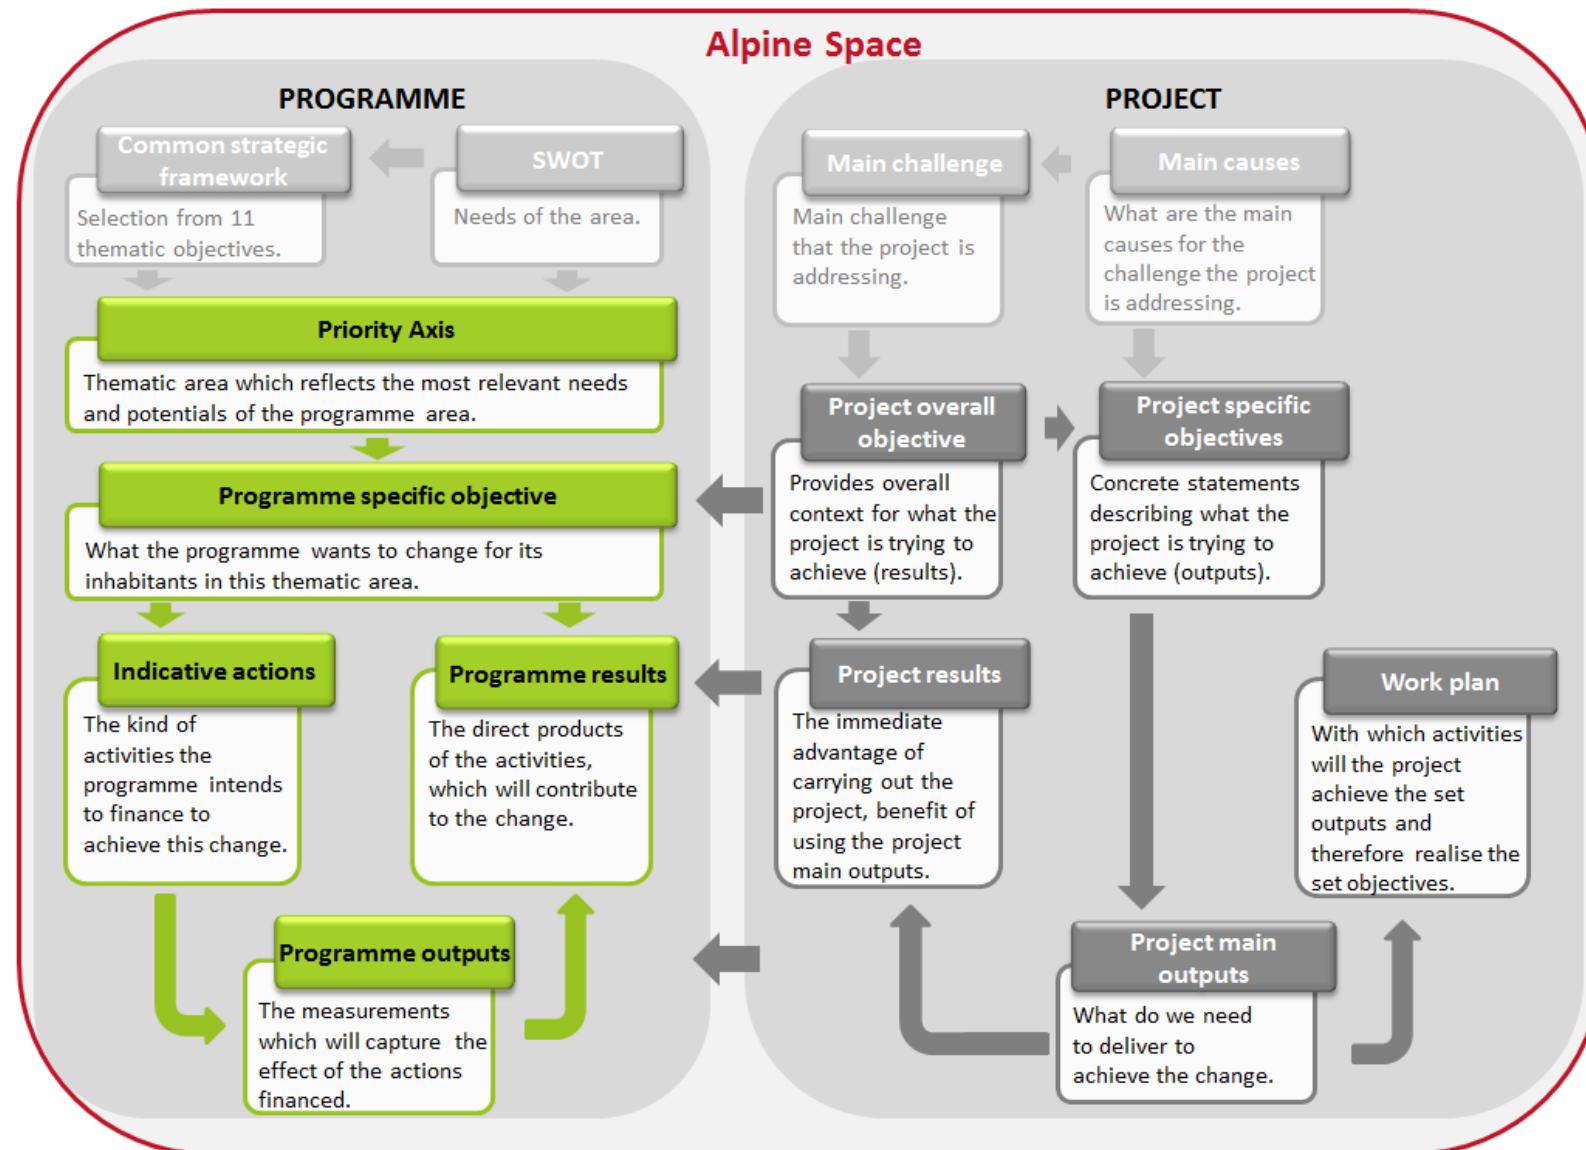 Alpine Space
PROGRAMME
Common strategic
framework
Selection from 11
thematic objectives.
SWOT
Needs of the area.
Priority Axis
Thematic area which reflects the most relevant needs
and potentials of the programme area.
Programme specific objective
What the programme wants to change for its
inhabitants in this thematic area.
Indicative actions
The kind of
activities the
programme intends
to finance to
achieve this change.
Programme results
The direct products
of the activities,
which will contribute
to the change.
Programme outputs
The measurements
which will capture the
effect of the actions
financed.
PROJECT
Main challenge
Main challenge
that the project is
addressing.
Main causes
What are the main
causes for the
challenge the project
is addressing.
Project overall
objective
Provides overall
context for what the
project is trying to
achieve (results).
Project specific
objectives
Concrete statements
describing what the
project is trying to
achieve (outputs).
Project results
The immediate
advantage of
carrying out the
project, benefit of
using the project
main outputs.
Work plan
With which activities
will the project
achieve the set
outputs and
therefore realise the
set objectives.
Project main
outputs
What do we need
to deliver to
achieve the change.